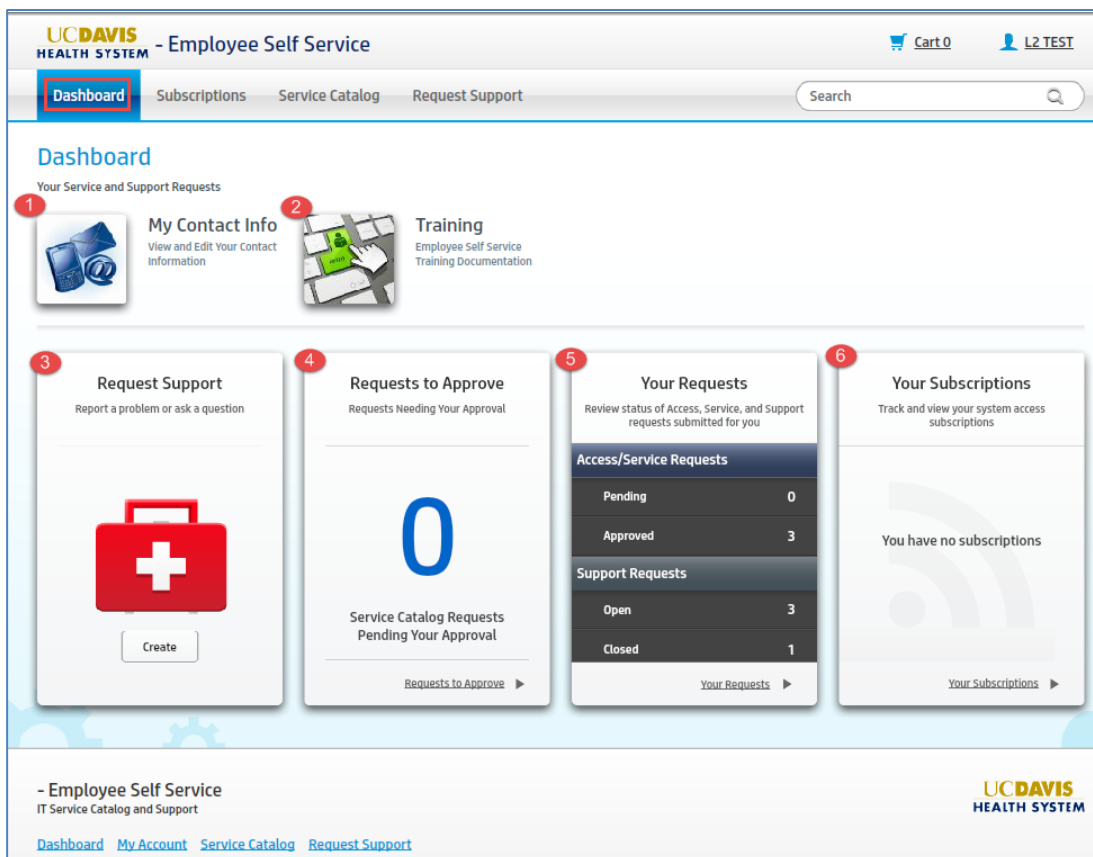 UCDAVIS
HEALTH SYSTEM
- Employee Self Service
Cart 0
L2 TEST
Dashboard
Subscriptions
Service Catalog
Request Support
Search
Dashboard
Your Service and Support Requests
1
My Contact Info
View and Edit Your Contact
Information
2
Training
Employee Self Service
Training Documentation
3
Request Support
Report a problem or ask a question
Create
4
Requests to Approve
Requests Needing Your Approval
0
Service Catalog Requests
Pending Your Approval
Requests to Approve
5
Your Requests
Review status of Access, Service, and Support
requests submitted for you
Access/Service Requests
Pending 0
Approved 3
Support Requests
Open 3
Closed 1
Your Requests
6
Your Subscriptions
Track and view your system access
subscriptions
You have no subscriptions
Your Subscriptions
- Employee Self Service
IT Service Catalog and Support
UCDAVIS
HEALTH SYSTEM
Dashboard My Account Service Catalog Request Support